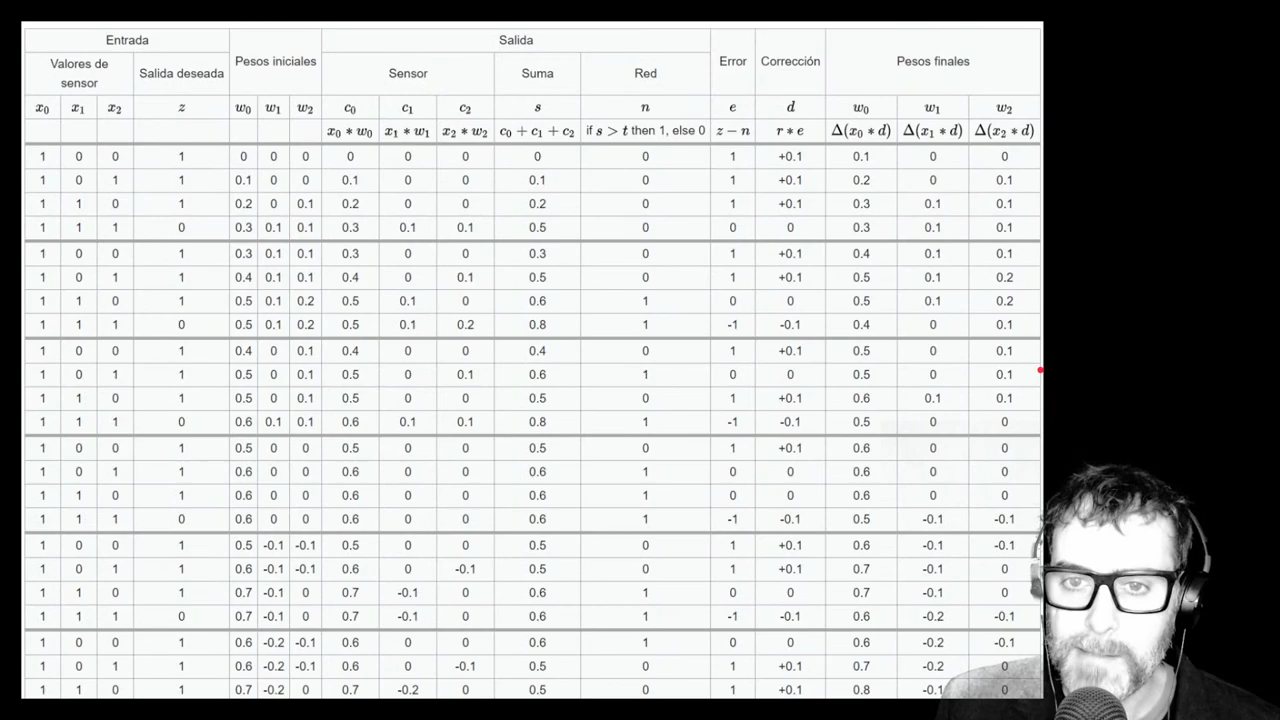 Entrada Pesos iniciales Salida Error Corrección Pesos finales
Valores de sensor Salida deseada Sensor Suma Red
x₀ x₁ x₂ z w₀ w₁ w₂ c₀ c₁ c₂ s n e d w₀ w₁ w₂
x₀ * w₀ x₁ * w₁ x₂ * w₂ c₀ + c₁ + c₂ if s > t then 1, else 0 z − n r * e Δ(x₀ * d) Δ(x₁ * d) Δ(x₂ * d)
1 0 0 1 0 0 0 0 0 0 0 0 1 +0.1 0.1 0 0
1 0 1 1 0.1 0 0 0.1 0 0 0.1 0 1 +0.1 0.2 0 0.1
1 1 0 1 0.2 0 0.1 0.2 0 0 0.2 0 1 +0.1 0.3 0.1 0.1
1 1 1 0 0.3 0.1 0.1 0.3 0.1 0.1 0.5 0 0 0 0.3 0.1 0.1
1 0 0 1 0.3 0.1 0.1 0.3 0 0 0.3 0 1 +0.1 0.4 0.1 0.1
1 0 1 1 0.4 0.1 0.1 0.4 0 0.1 0.5 0 1 +0.1 0.5 0.1 0.2
1 1 0 1 0.5 0.1 0.2 0.5 0.1 0 0.6 1 0 0 0.5 0.1 0.2
1 1 1 0 0.5 0.1 0.2 0.5 0.1 0.2 0.8 1 -1 -0.1 0.4 0 0.1
1 0 0 1 0.4 0 0.1 0.4 0 0 0.4 0 1 +0.1 0.5 0 0.1
1 0 1 1 0.5 0 0.1 0.5 0 0.1 0.6 1 0 0 0.5 0 0.1
1 1 0 1 0.5 0 0.1 0.5 0 0 0.5 0 1 +0.1 0.6 0.1 0.1
1 1 1 0 0.6 0.1 0.1 0.6 0.1 0.1 0.8 1 -1 -0.1 0.5 0 0
1 0 0 1 0.5 0 0 0.5 0 0 0.5 0 1 +0.1 0.6 0 0
1 0 1 1 0.6 0 0 0.6 0 0 0.6 1 0 0 0.6 0 0
1 1 0 1 0.6 0 0 0.6 0 0 0.6 1 0 0 0.6 0 0
1 1 1 0 0.6 0 0 0.6 0 0 0.6 1 -1 -0.1 0.5 -0.1 -0.1
1 0 0 1 0.5 -0.1 -0.1 0.5 0 0 0.5 0 1 +0.1 0.6 -0.1 -0.1
1 0 1 1 0.6 -0.1 -0.1 0.6 0 -0.1 0.5 0 1 +0.1 0.7 -0.1 0
1 1 0 1 0.7 -0.1 0 0.7 -0.1 0 0.6 1 0 0 0.7 -0.1 0
1 1 1 0 0.7 -0.1 0 0.7 -0.1 0 0.6 1 -1 -0.1 0.6 -0.2 -0.1
1 0 0 1 0.6 -0.2 -0.1 0.6 0 0 0.6 1 0 0 0.6 -0.2 -0.1
1 0 1 1 0.6 -0.2 -0.1 0.6 0 -0.1 0.5 0 1 +0.1 0.7 -0.2 0
1 1 0 1 0.7 -0.2 0 0.7 -0.2 0 0.5 0 1 +0.1 0.8 -0.1 0